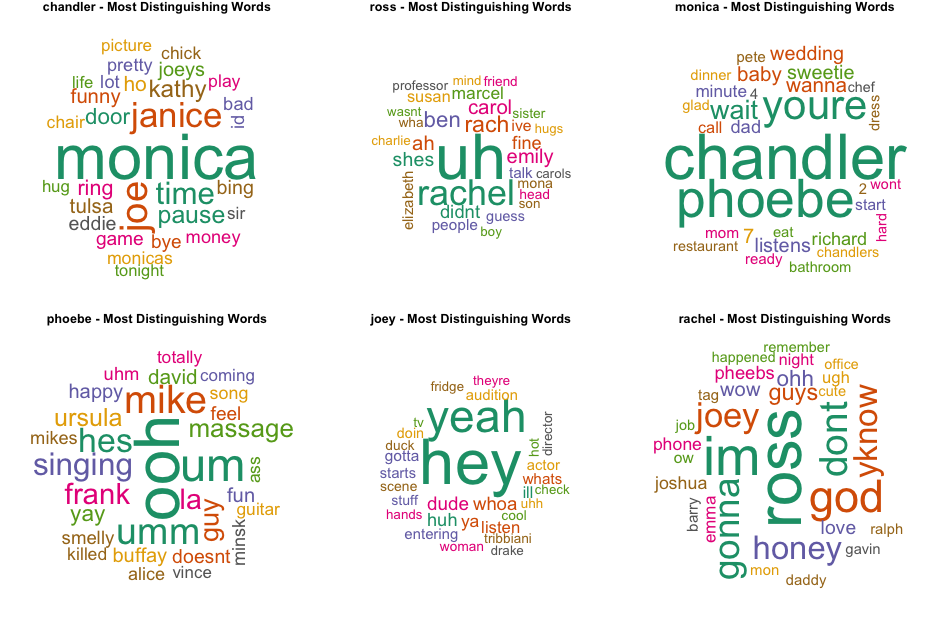 chandler - Most Distinguishing Words
picture
chick
pretty
joeys
life lot ho kathy play
funny
janice
bad
chair door
id
monica
hug ring joe time bing
tulsa
pause sir
eddie
game bye money
monicas
tonight
ross - Most Distinguishing Words
professor mind friend
susan marcel
wasnt carol sister
wha ben rach ive hugs
charlie ah fine
shes uh emily
talk carols
elizabeth rachel mona
head
son
didnt guess
people boy
monica - Most Distinguishing Words
pete wedding
dinner baby sweetie
minute 4 wanna chef
glad wait youre dress
call dad
chandler
phoebe 2 wont
start
hard
mom 7 eat
restaurant listens richard
chandlers
ready
bathroom
phoebe - Most Distinguishing Words
totally
uhm david coming
happy mike song
ursula feel
mikes hes ooh massage
singing um ass
frank la fun
yay guy guitar
umm minsk
smelly
killed buffay doesnt
alice vince
joey - Most Distinguishing Words
fridge theyre
audition
tv yeah
doin director
duck hot
gotta hey actor
starts whats
scene ill check
stuff dude whoa uhh
hands huh ya cool
entering listen
tribbiani
woman drake
rachel - Most Distinguishing Words
remember
happened night office
pheebs ohh ugh
wow guys cute
tag joey dont yknow
job
phone im ross
ow
joshua god
barry emma gonna
love ralph
honey gavin
mon
daddy